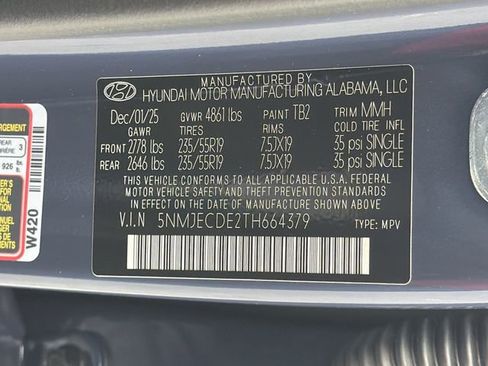 MANUFACTURED BY
HYUNDAI MOTOR MANUFACTURING ALABAMA, LLC
Dec/01/25 GVWR 4861 lbs PAINT TB2 TRIM MMH
GAWR TIRES RIMS COLD TIRE INFL.
FRONT 2778 lbs 235/55R19 7.5JX19 35 psi SINGLE
REAR 2646 lbs 235/55R19 7.5JX19 35 psi SINGLE
THIS VEHICLE CONFORMS TO ALL APPLICABLE U.S.A. FEDERAL
MOTOR VEHICLE SAFETY AND THEFT PREVENTION STANDARDS
IN EFFECT ON THE DATE OF MANUFACTURE SHOWN ABOVE.
V.I.N 5NMJECDE2TH664379 TYPE: MPV
REAR 3
926
W420